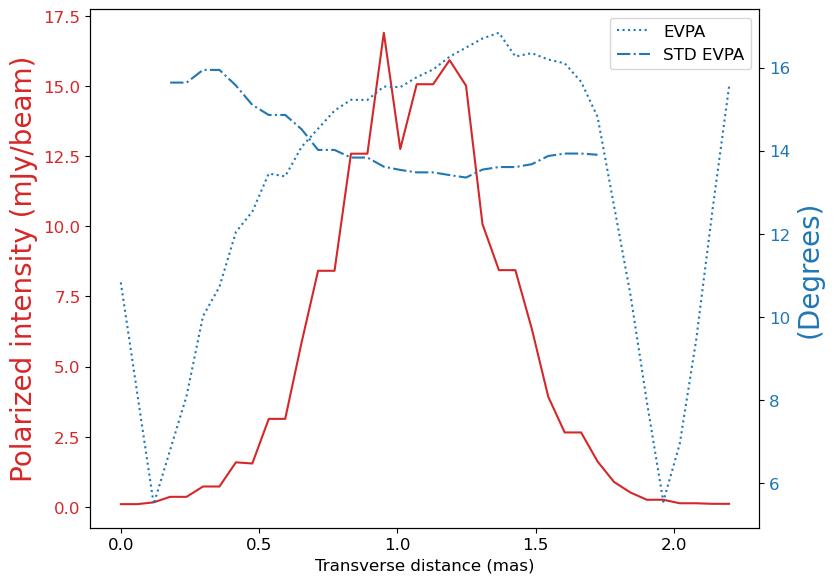 17.5
15.0
12.5
10.0
7.5
5.0
2.5
0.0
Polarized intensity (mJy/beam)
EVPA
STD EVPA
16
14
12
10
8
6
(Degrees)
0.0 0.5 1.0 1.5 2.0
Transverse distance (mas)